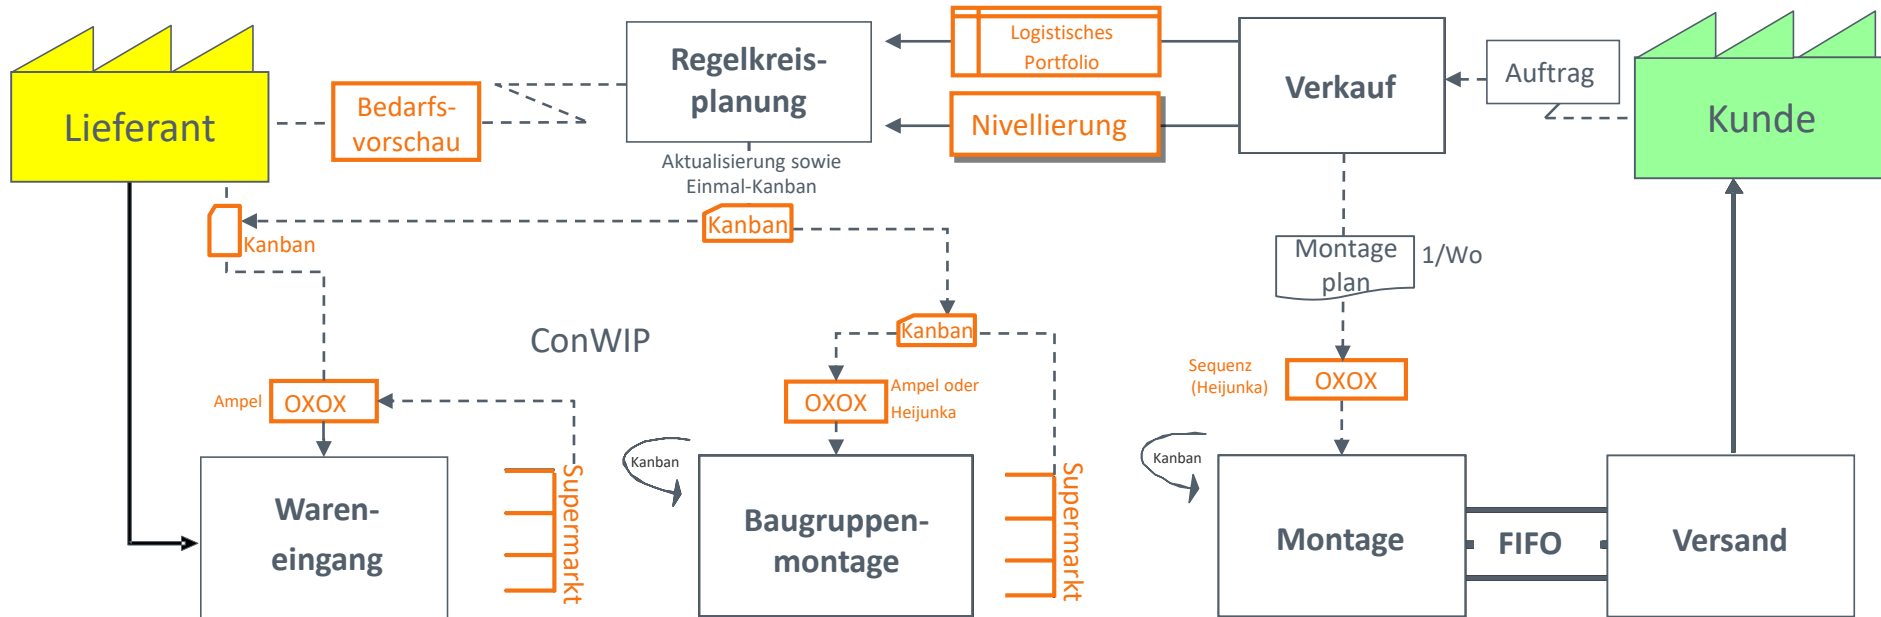 Logistisches
Portfolio
Regelkreis-
planung
Verkauf
Auftrag
Kunde
Lieferant
Bedarfs-
vorschau
Nivellierung
Aktualisierung sowie
Einmal-Kanban
Kanban
Kanban
Montage
plan
1/Wo
ConWIP
Kanban
Sequenz
(Heijunka)
OXOX
Ampel
OXOX
OXOX
Ampel oder
Heijunka
Kanban
Kanban
Supermarkt
Supermarkt
Waren-
eingang
Baugruppen-
montage
Montage
FIFO
Versand